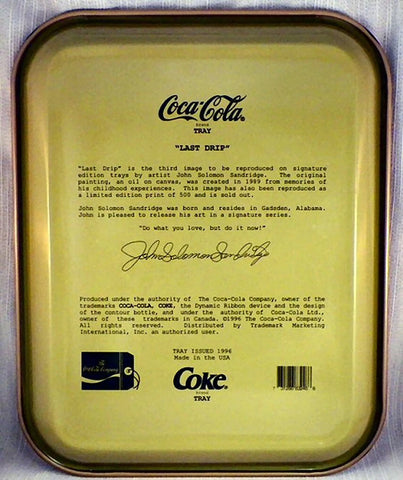 Coca-Cola®
brand
TRAY
"LAST DRIP"
"Last Drip" is the third image to be reproduced on signature
edition trays by artist John Solomon Sandridge. The original
painting, an oil on canvas, was created in 1989 from memories of
his childhood experiences. This image has also been reproduced as
a limited edition print of 500 and is sold out.
John Solomon Sandridge was born and resides in Gadsden, Alabama.
John is pleased to release his art in a signature series.
"Do what you love, but do it now!"
John Solomon Sandridge
Produced under the authority of The Coca-Cola Company, owner of the
trademarks COCA-COLA, COKE, the Dynamic Ribbon device and the design
of the contour bottle, and under the authority of Coca-Cola Ltd.,
owner of these trademarks in Canada. ©1996 The Coca-Cola Company.
All rights reserved. Distributed by Trademark Marketing
International, Inc. an authorized user.
TRAY ISSUED 1996
Made in the USA
The
Coca-Cola Company
Coke®
brand
TRAY